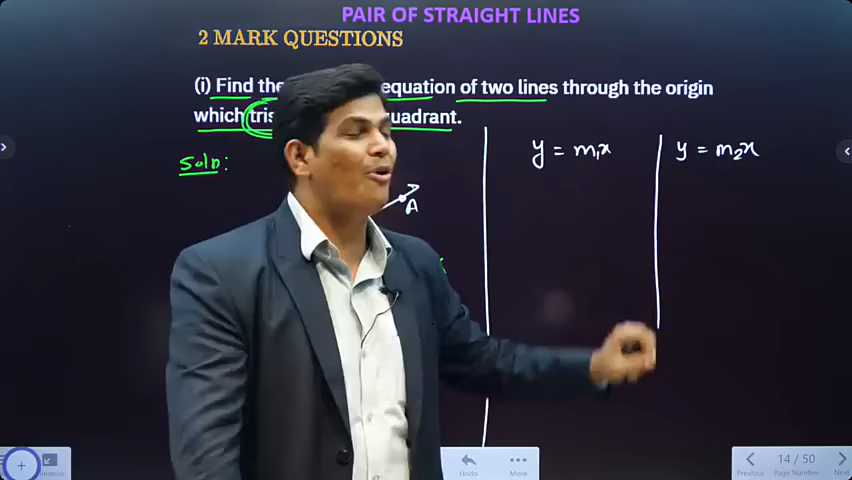 PAIR OF STRAIGHT LINES
2 MARK QUESTIONS
(i) Find the equation of two lines through the origin
which tris uadrant.
Soln:
y = m₁x
y = m₂x
A
Undo
More
14 / 50
Previous
Page Number
Next